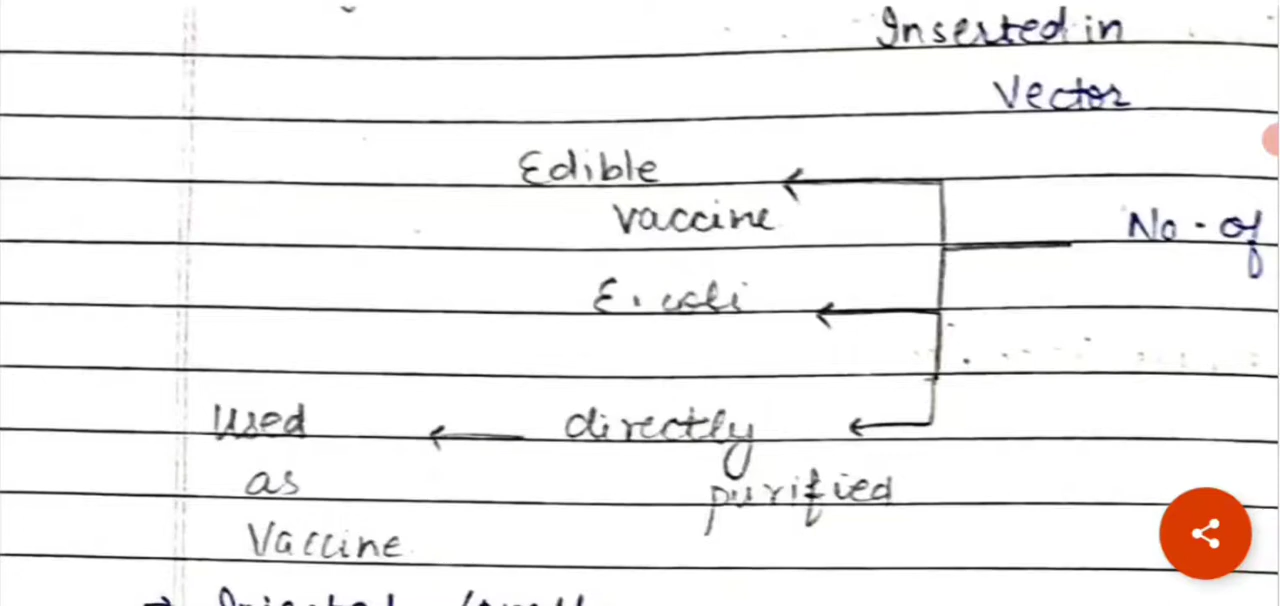 Inserted in
Vector
Edible
vaccine
No. of
E. coli
Used directly
as purified
Vaccine